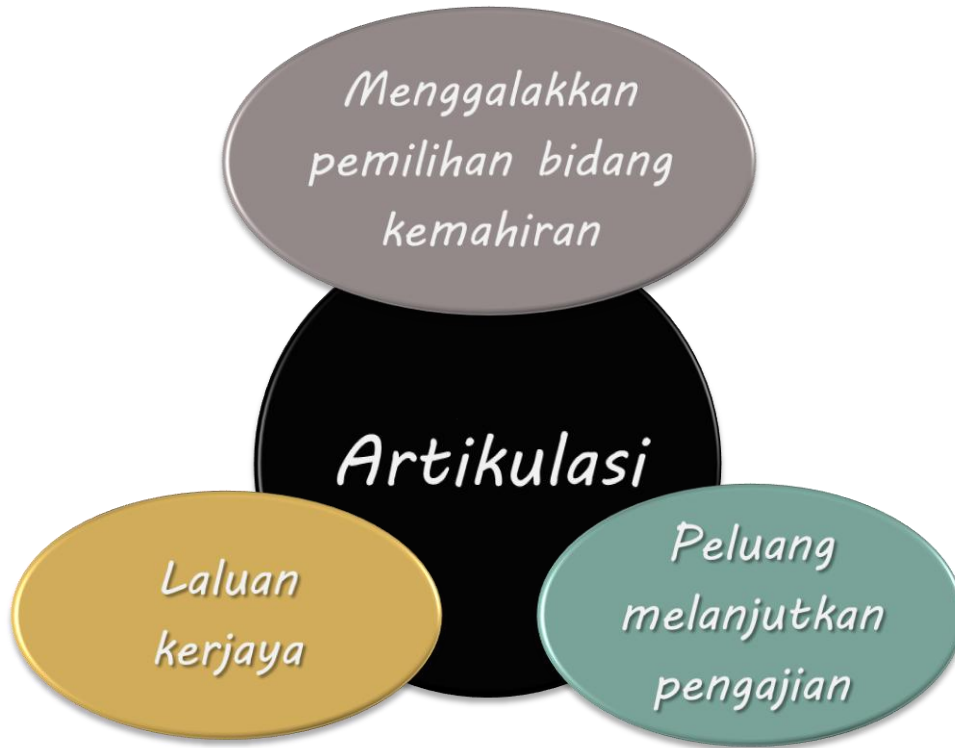 Menggalakkan
pemilihan bidang
kemahiran
Artikulasi
Laluan
kerjaya
Peluang
melanjutkan
pengajian